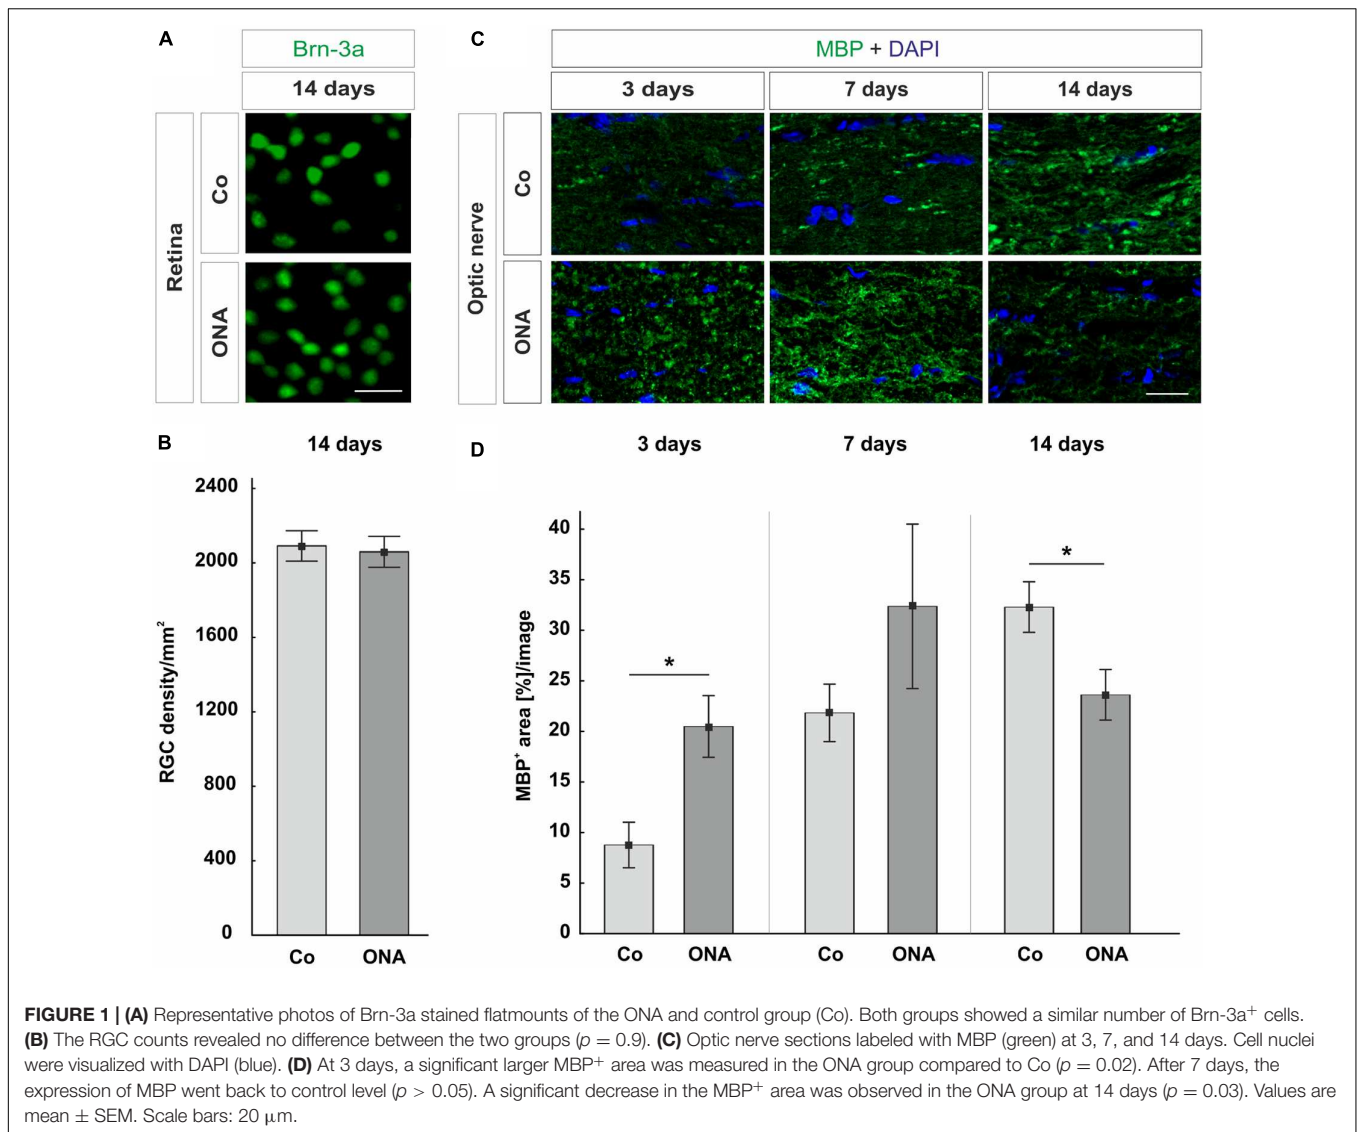 A
Brn-3a
14 days
Retina
Co
ONA
C
MBP + DAPI
3 days
7 days
14 days
Optic nerve
Co
ONA
B
14 days
2400
2000
1600
1200
800
400
0
RGC density/mm²
Co
ONA
D
3 days
7 days
14 days
40
35
30
25
20
15
10
5
0
MBP⁺ area [%]/image
*
*
Co
ONA
Co
ONA
Co
ONA
FIGURE 1 | (A) Representative photos of Brn-3a stained flatmounts of the ONA and control group (Co). Both groups showed a similar number of Brn-3a⁺ cells.
(B) The RGC counts revealed no difference between the two groups (p = 0.9). (C) Optic nerve sections labeled with MBP (green) at 3, 7, and 14 days. Cell nuclei
were visualized with DAPI (blue). (D) At 3 days, a significant larger MBP⁺ area was measured in the ONA group compared to Co (p = 0.02). After 7 days, the
expression of MBP went back to control level (p > 0.05). A significant decrease in the MBP⁺ area was observed in the ONA group at 14 days (p = 0.03). Values are
mean ± SEM. Scale bars: 20 μm.